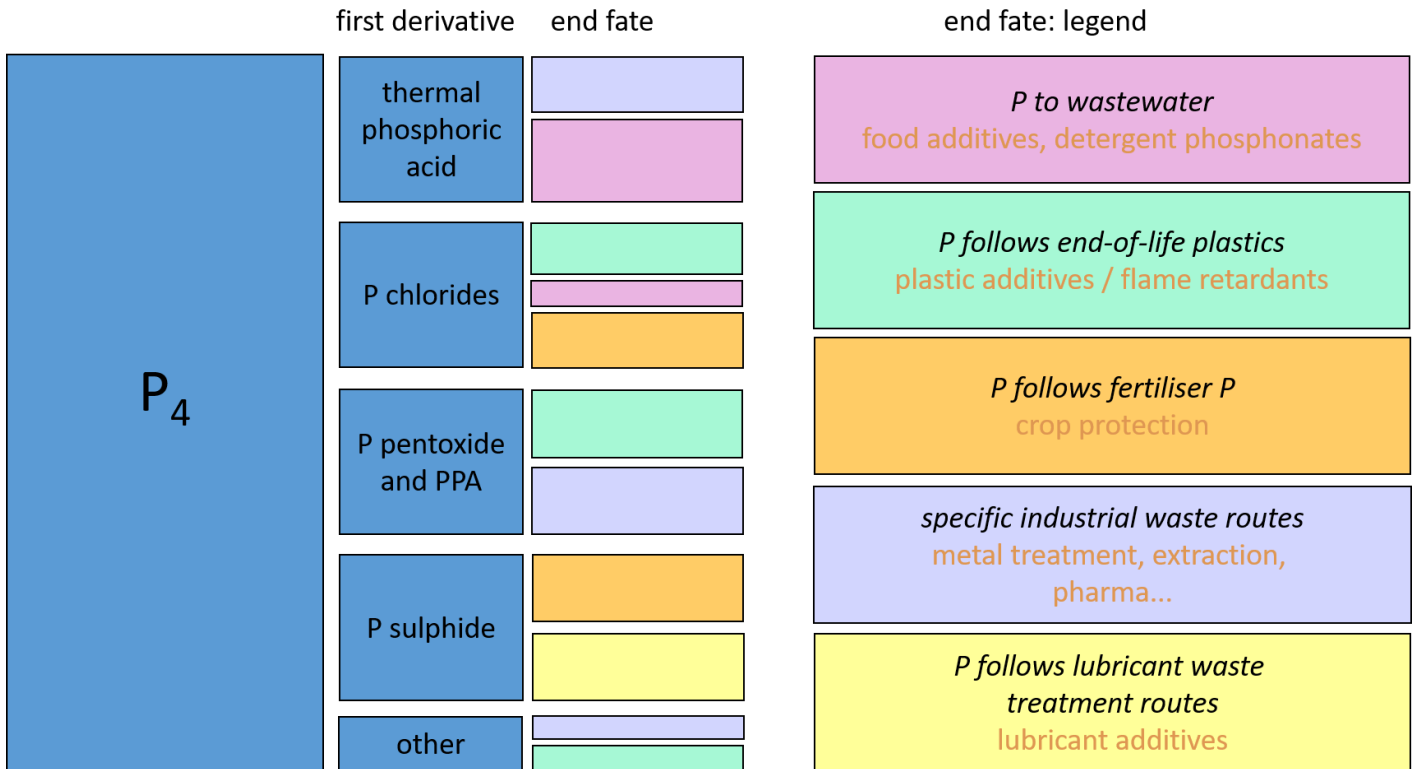 first derivative
end fate
end fate: legend
P4
thermal
phosphoric
acid
P chlorides
P pentoxide
and PPA
P sulphide
other
P to wastewater
food additives, detergent phosphonates
P follows end-of-life plastics
plastic additives / flame retardants
P follows fertiliser P
crop protection
specific industrial waste routes
metal treatment, extraction,
pharma...
P follows lubricant waste
treatment routes
lubricant additives